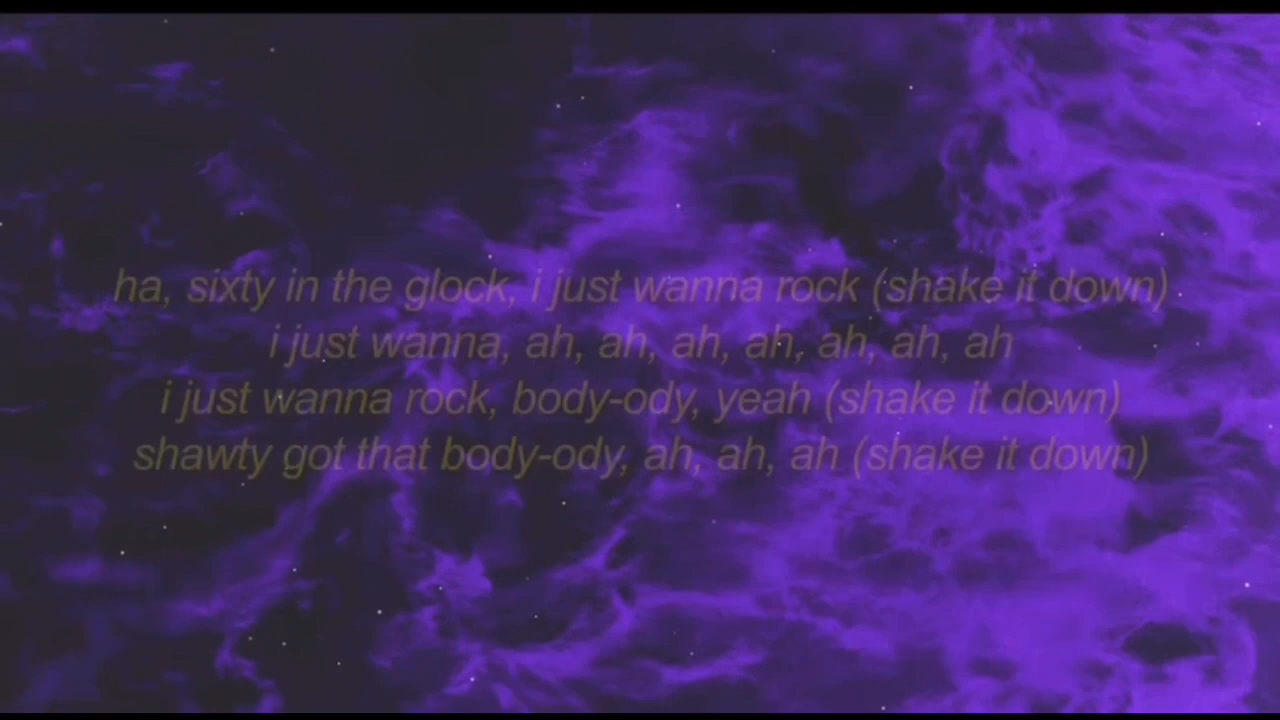 ha, sixty in the glock, i just wanna rock (shake it down)
i just wanna, ah, ah, ah, ah, ah, ah, ah
i just wanna rock, body-ody, yeah (shake it down)
shawty got that body-ody, ah, ah, ah (shake it down)